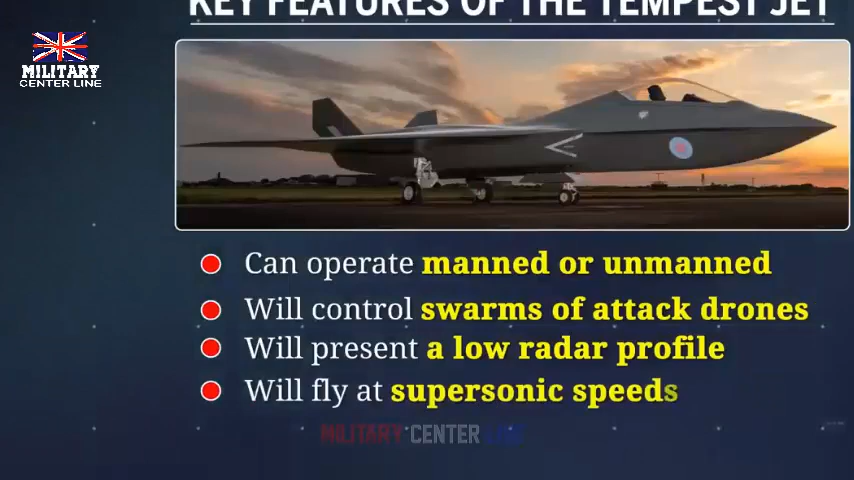 KEY FEATURES OF THE TEMPEST JET
MILITARY
CENTER LINE
Can operate manned or unmanned
Will control swarms of attack drones
Will present a low radar profile
Will fly at supersonic speeds
MILITARY CENTER LINE